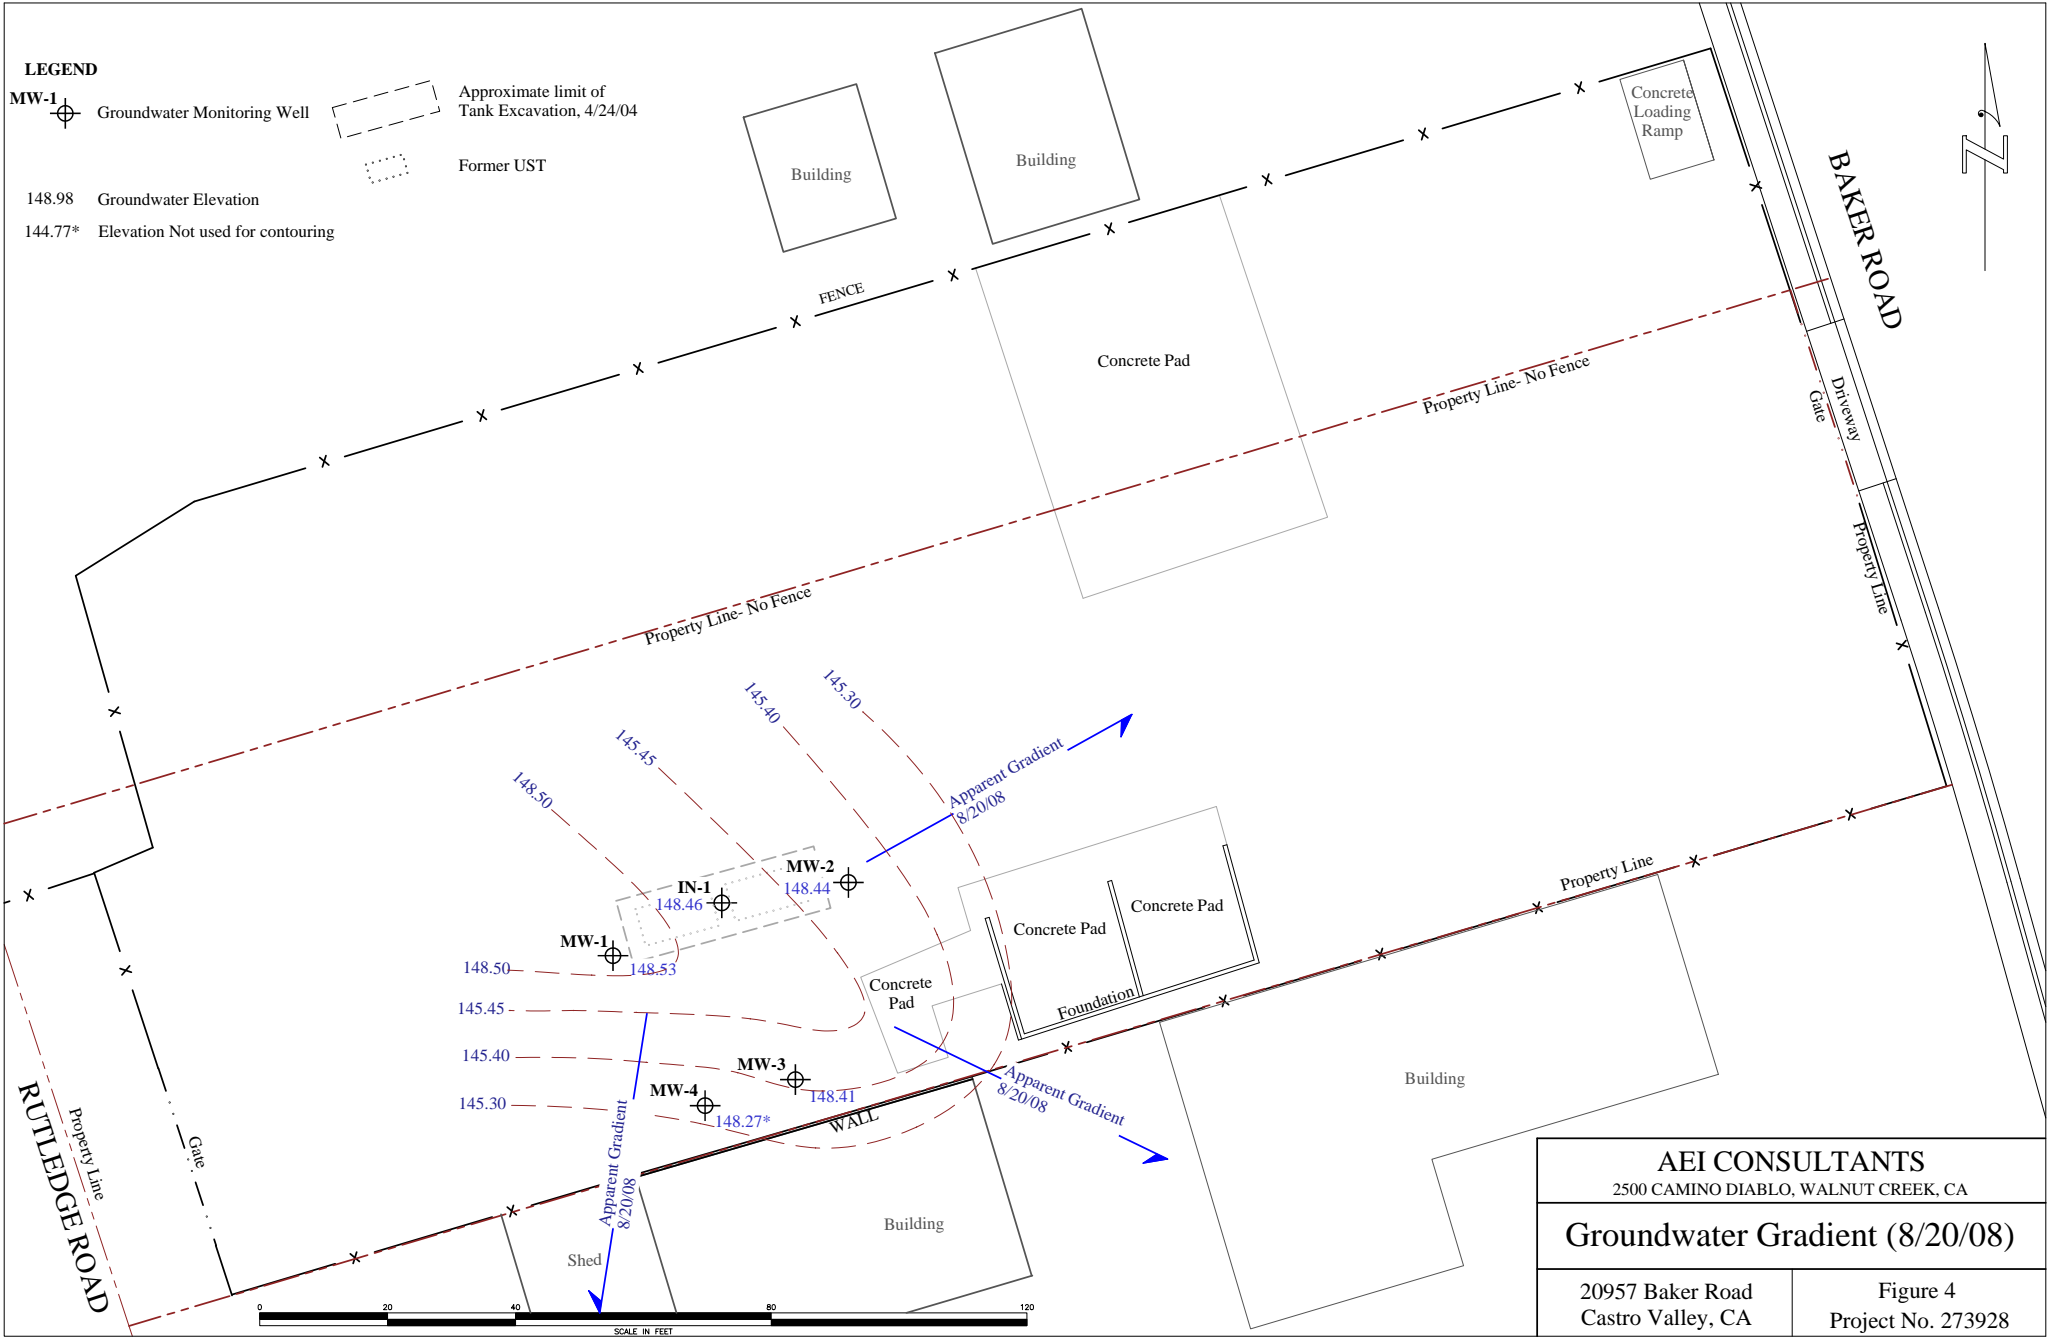 LEGEND
MW-1
Groundwater Monitoring Well
Approximate limit of
Tank Excavation, 4/24/04
Former UST
148.98 Groundwater Elevation
144.77* Elevation Not used for contouring
Building
Building
Concrete
Loading
Ramp
N
BAKER ROAD
FENCE
Concrete Pad
Property Line- No Fence
Driveway
Gate
Property Line
Property Line- No Fence
145.30
145.40
145.45
148.50
Apparent Gradient
8/20/08
MW-2
148.44
IN-1
148.46
MW-1
148.53
148.50
145.45
145.40
145.30
Concrete Pad
Concrete Pad
Concrete
Pad
Foundation
Property Line
MW-3
148.41
MW-4
148.27*
WALL
Apparent Gradient
8/20/08
Apparent Gradient
8/20/08
Building
Building
Shed
Gate
Property Line
RUTLEDGE ROAD
0 20 40 80 120
SCALE IN FEET
AEI CONSULTANTS
2500 CAMINO DIABLO, WALNUT CREEK, CA
Groundwater Gradient (8/20/08)
20957 Baker Road
Castro Valley, CA
Figure 4
Project No. 273928